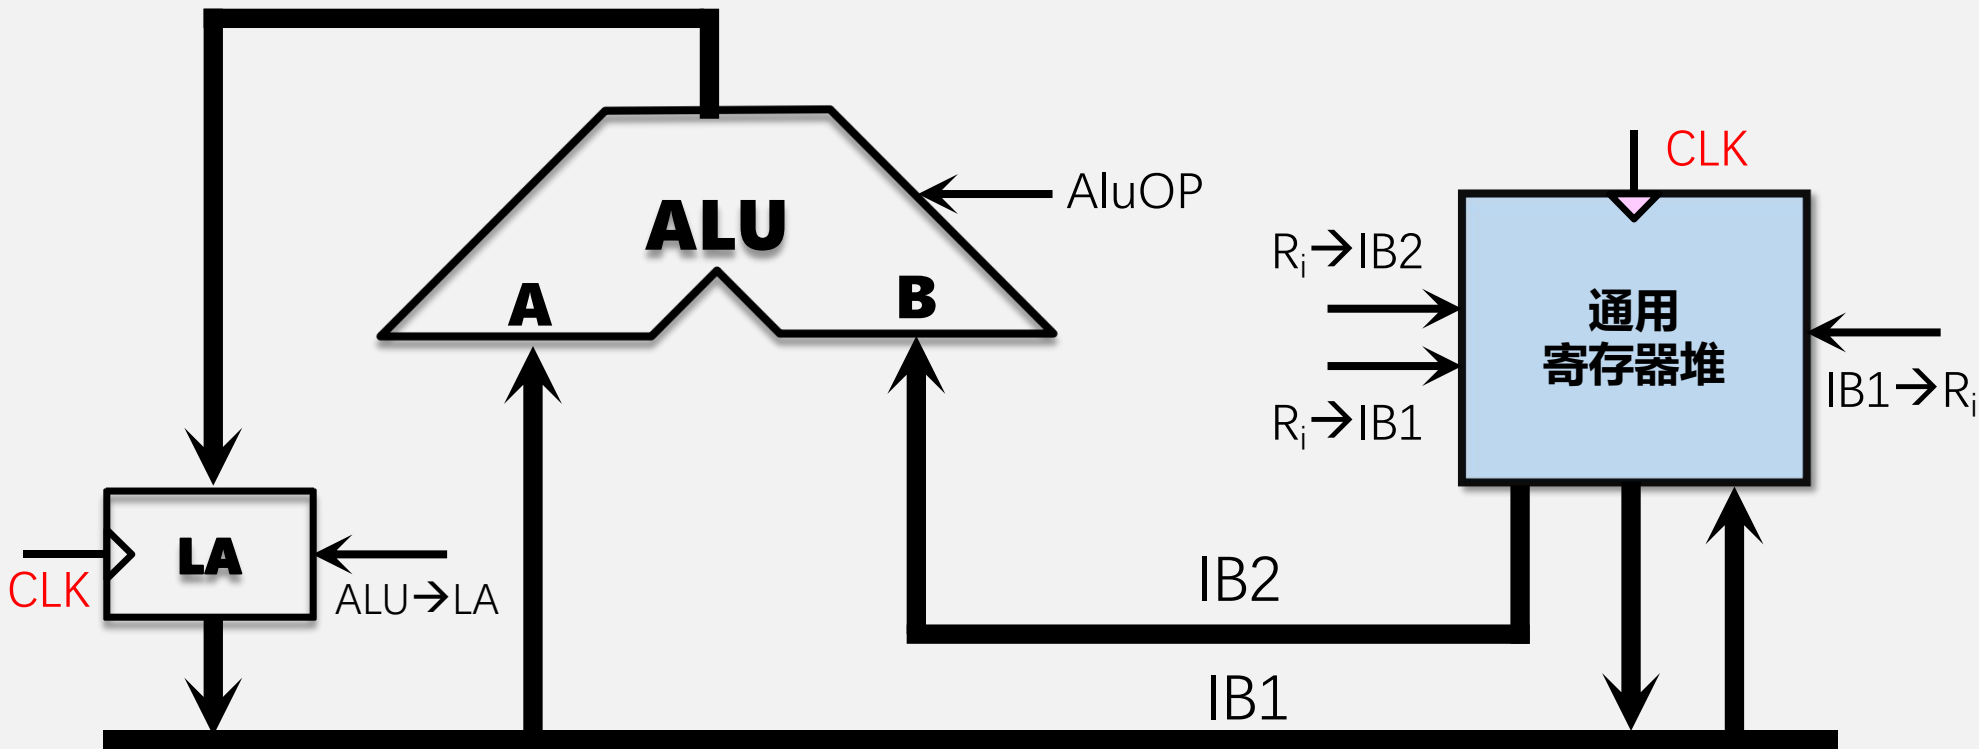 ALU
AluOP
A
B
CLK
Ri→IB2
通用
寄存器堆
Ri→IB1
IB1→Ri
LA
CLK
ALU→LA
IB2
IB1